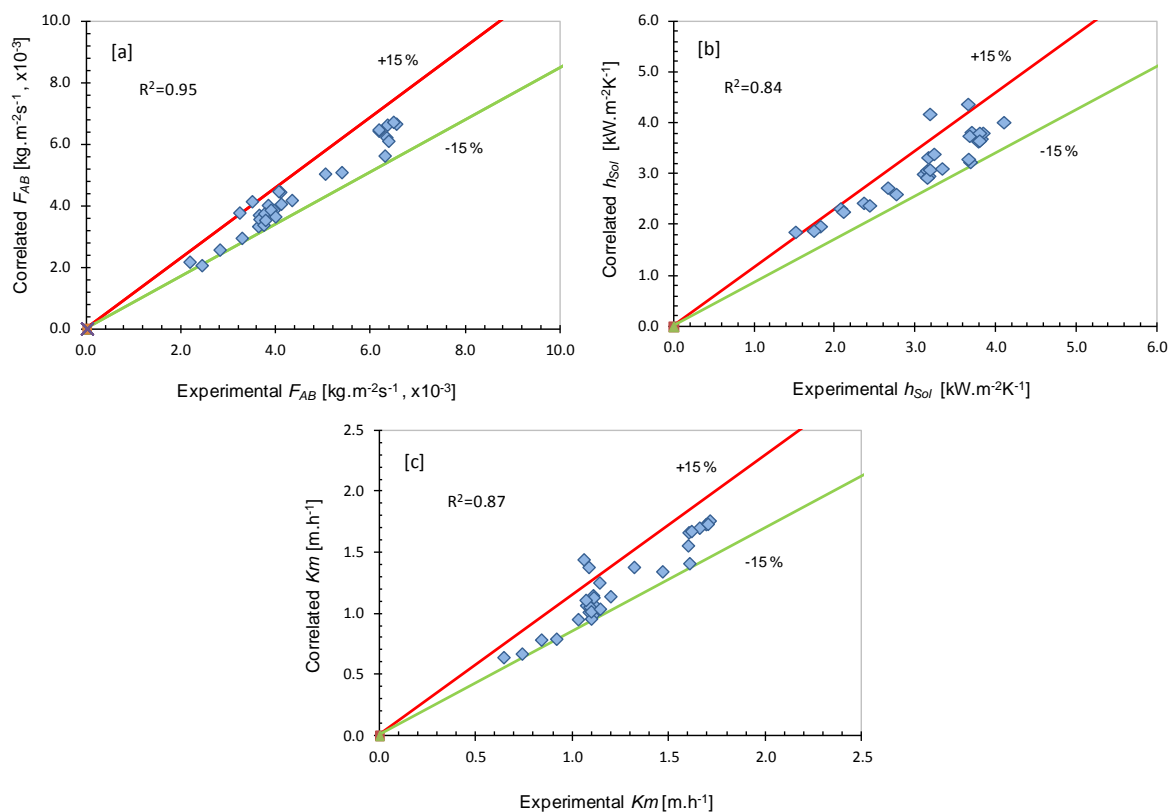 [a]
R²=0.95
+15 %
-15 %
10.0
8.0
6.0
4.0
2.0
0.0
0.0 2.0 4.0 6.0 8.0 10.0
Correlated F_AB [kg.m⁻²s⁻¹ , x10⁻³]
Experimental F_AB [kg.m⁻²s⁻¹ , x10⁻³]
[b]
R²=0.84
+15 %
-15 %
6.0
5.0
4.0
3.0
2.0
1.0
0.0
0.0 1.0 2.0 3.0 4.0 5.0 6.0
Correlated h_Sol [kW.m⁻²K⁻¹]
Experimental h_Sol [kW.m⁻²K⁻¹]
[c]
R²=0.87
+15 %
-15 %
2.5
2.0
1.5
1.0
0.5
0.0
0.0 0.5 1.0 1.5 2.0 2.5
Correlated Km [m.h⁻¹]
Experimental Km [m.h⁻¹]